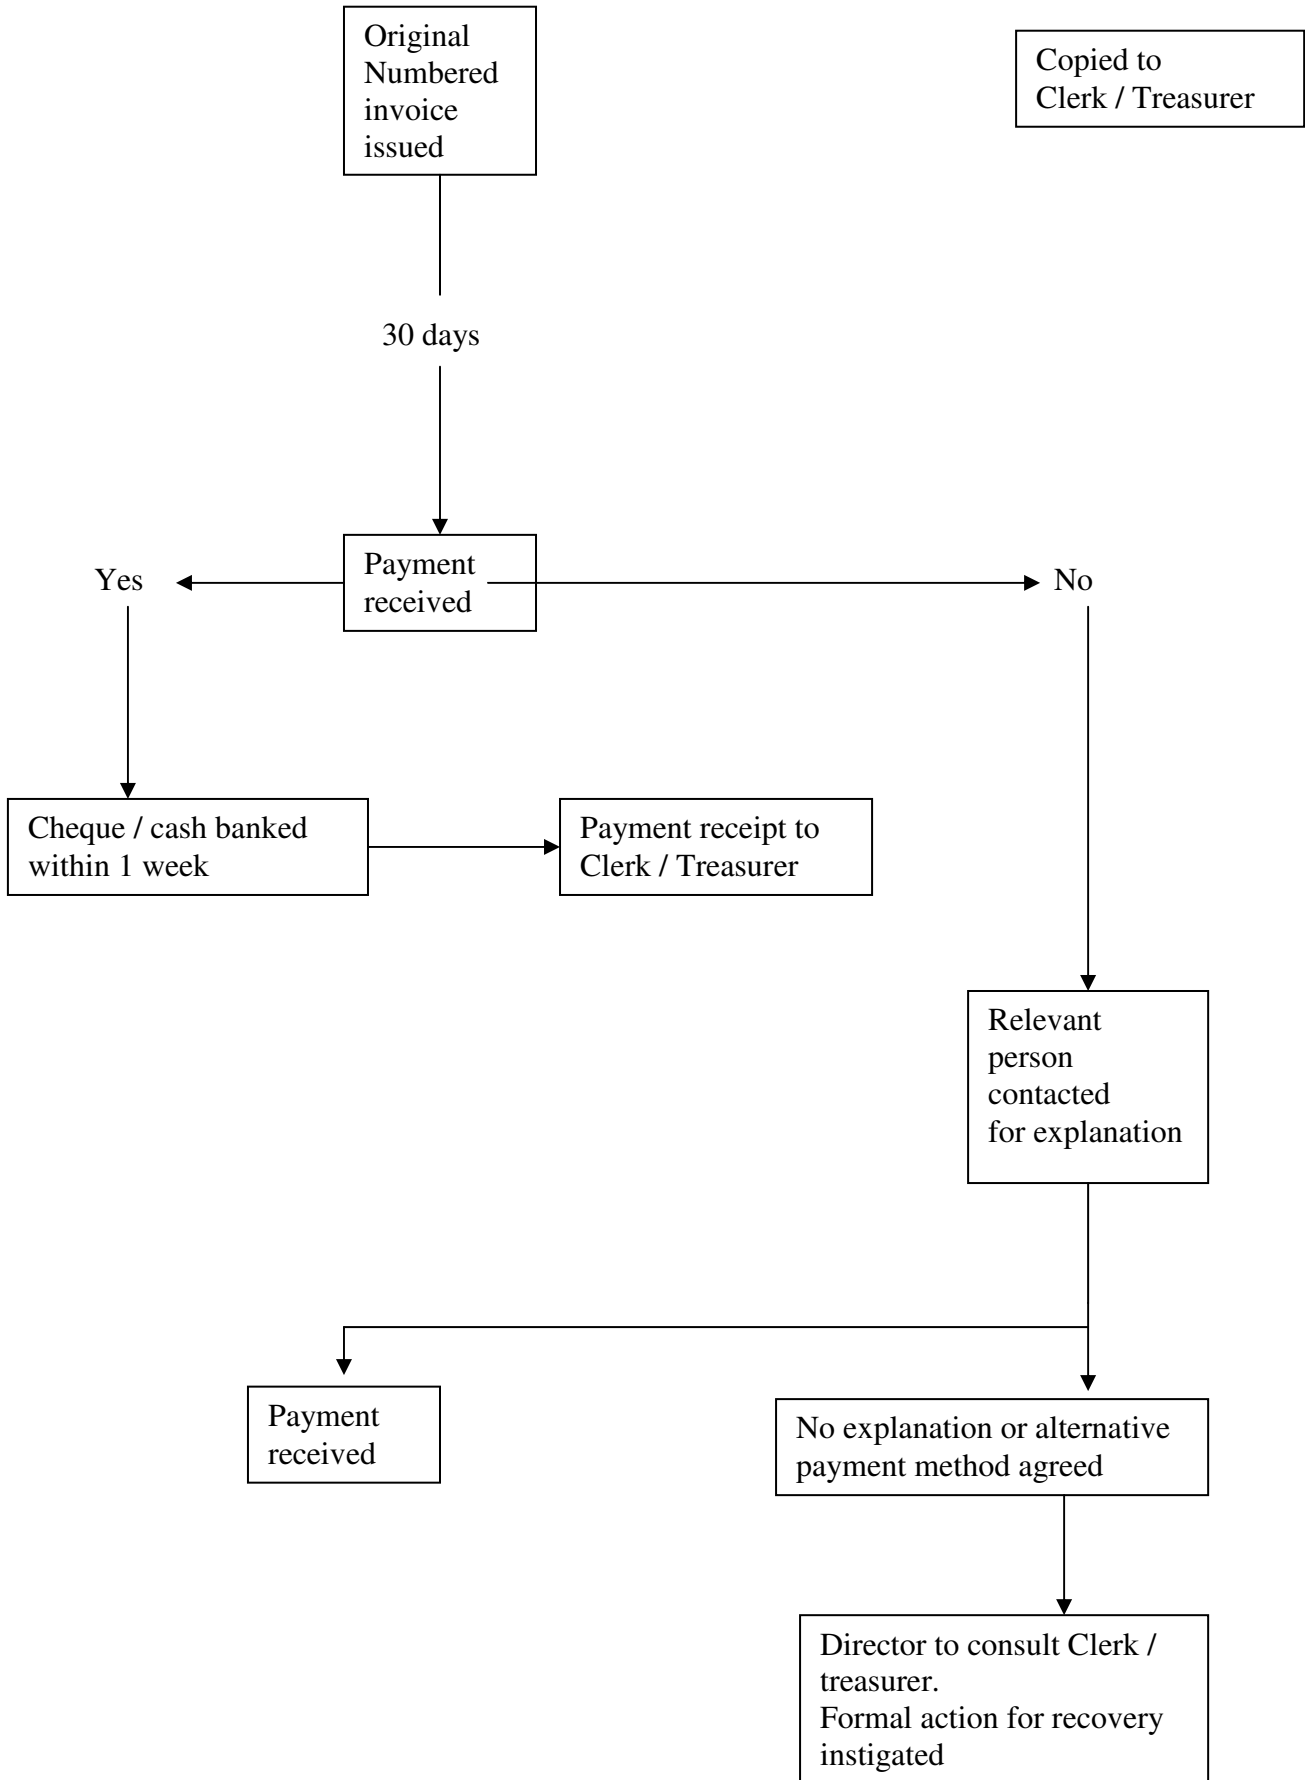 Original
Numbered
invoice
issued
Copied to
Clerk / Treasurer
30 days
Yes
Payment
received
No
Cheque / cash banked
within 1 week
Payment receipt to
Clerk / Treasurer
Relevant
person
contacted
for explanation
Payment
received
No explanation or alternative
payment method agreed
Director to consult Clerk /
treasurer.
Formal action for recovery
instigated